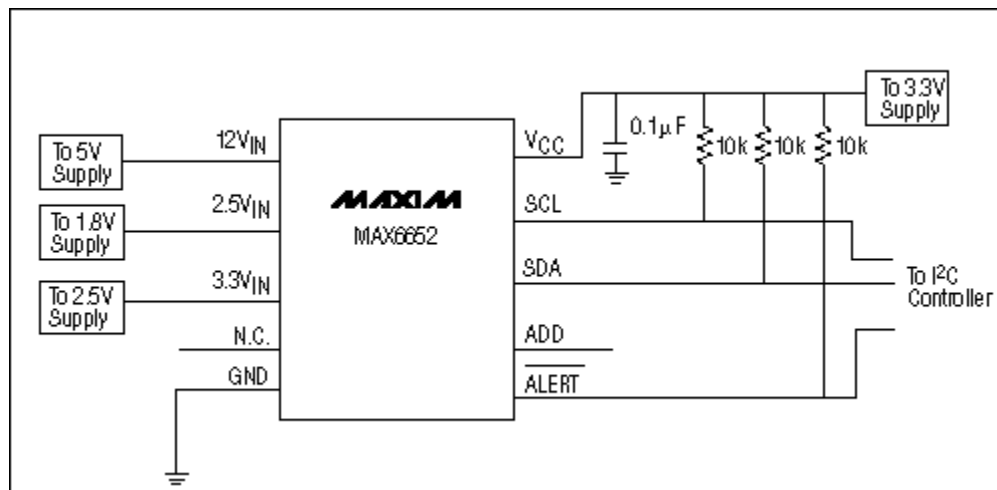 To 5V
Supply
To 1.8V
Supply
To 2.5V
Supply
12VIN
2.5VIN
3.3VIN
N.C.
GND
MAXIM
MAX6652
VCC
SCL
SDA
ADD
ALERT
0.1µF
10k
10k
10k
To 3.3V
Supply
To I²C
Controller